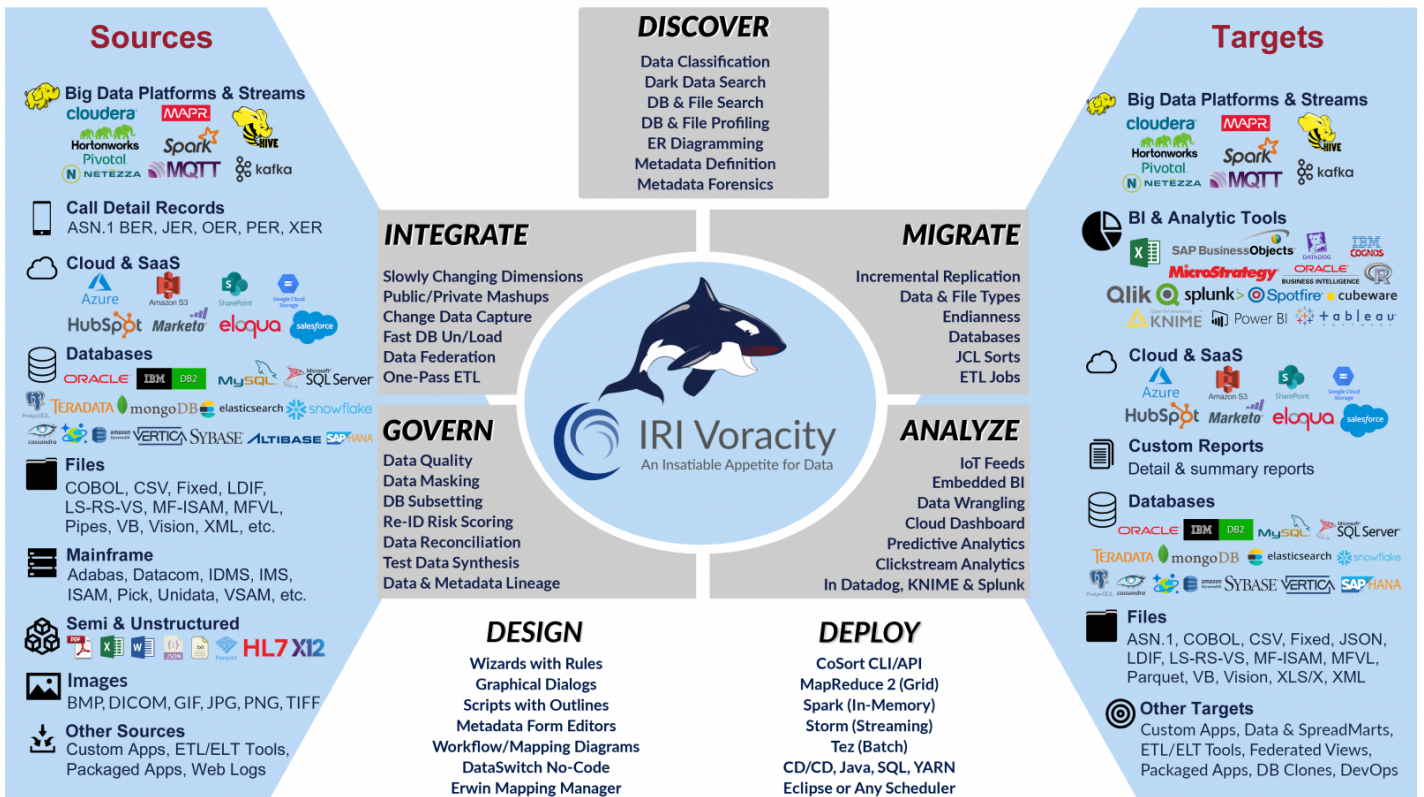 Sources
Big Data Platforms & Streams
cloudera
MAPR
HIVE
Hortonworks
Spark
Pivotal
NETEZZA
MQTT
kafka
Call Detail Records
ASN.1 BER, JER, OER, PER, XER
Cloud & SaaS
Azure
Amazon S3
SharePoint
Google Cloud
Storage
HubSpot
Marketo
eloqua
salesforce
Databases
ORACLE
IBM DB2
MySQL
Microsoft
SQL Server
PostgreSQL
TERADATA
mongoDB
elasticsearch
snowflake
cassandra
amazon
DynamoDB
VERTICA
SYBASE
ALTIBASE
SAP HANA
Files
COBOL, CSV, Fixed, LDIF,
LS-RS-VS, MF-ISAM, MFVL,
Pipes, VB, Vision, XML, etc.
Mainframe
Adabas, Datacom, IDMS, IMS,
ISAM, Pick, Unidata, VSAM, etc.
Semi & Unstructured
PDF
X
W
JSON
.txt
Parquet
HL7
X12
Images
BMP, DICOM, GIF, JPG, PNG, TIFF
Other Sources
Custom Apps, ETL/ELT Tools,
Packaged Apps, Web Logs
DISCOVER
Data Classification
Dark Data Search
DB & File Search
DB & File Profiling
ER Diagramming
Metadata Definition
Metadata Forensics
INTEGRATE
Slowly Changing Dimensions
Public/Private Mashups
Change Data Capture
Fast DB Un/Load
Data Federation
One-Pass ETL
MIGRATE
Incremental Replication
Data & File Types
Endianness
Databases
JCL Sorts
ETL Jobs
IRI Voracity
An Insatiable Appetite for Data
GOVERN
Data Quality
Data Masking
DB Subsetting
Re-ID Risk Scoring
Data Reconciliation
Test Data Synthesis
Data & Metadata Lineage
ANALYZE
IoT Feeds
Embedded BI
Data Wrangling
Cloud Dashboard
Predictive Analytics
Clickstream Analytics
In Datadog, KNIME & Splunk
DESIGN
Wizards with Rules
Graphical Dialogs
Scripts with Outlines
Metadata Form Editors
Workflow/Mapping Diagrams
DataSwitch No-Code
Erwin Mapping Manager
DEPLOY
CoSort CLI/API
MapReduce 2 (Grid)
Spark (In-Memory)
Storm (Streaming)
Tez (Batch)
CD/CD, Java, SQL, YARN
Eclipse or Any Scheduler
Targets
Big Data Platforms & Streams
cloudera
MAPR
HIVE
Hortonworks
Spark
Pivotal
NETEZZA
MQTT
kafka
BI & Analytic Tools
X
SAP BusinessObjects
DATADOG
IBM
COGNOS
MicroStrategy
ORACLE
BUSINESS INTELLIGENCE
R
Qlik
splunk>
Spotfire
cubeware
KNIME
Power BI
tableau
Cloud & SaaS
Azure
Amazon S3
SharePoint
Google Cloud
Storage
HubSpot
Marketo
eloqua
salesforce
Custom Reports
Detail & summary reports
Databases
ORACLE
IBM DB2
MySQL
Microsoft
SQL Server
TERADATA
mongoDB
elasticsearch
snowflake
PostgreSQL
cassandra
amazon
DynamoDB
SYBASE
VERTICA
SAP HANA
Files
ASN.1, COBOL, CSV, Fixed, JSON,
LDIF, LS-RS-VS, MF-ISAM, MFVL,
Parquet, VB, Vision, XLS/X, XML
Other Targets
Custom Apps, Data & SpreadMarts,
ETL/ELT Tools, Federated Views,
Packaged Apps, DB Clones, DevOps